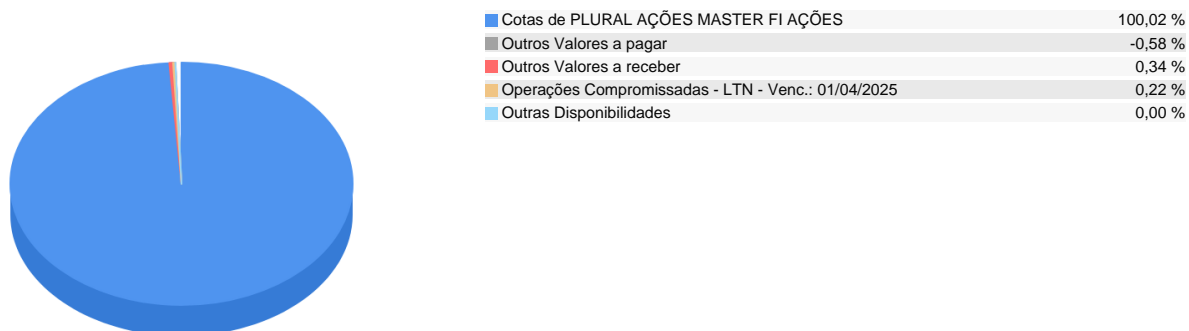 Cotas de PLURAL AÇÕES MASTER FI AÇÕES 100,02 %
Outros Valores a pagar -0,58 %
Outros Valores a receber 0,34 %
Operações Compromissadas - LTN - Venc.: 01/04/2025 0,22 %
Outras Disponibilidades 0,00 %